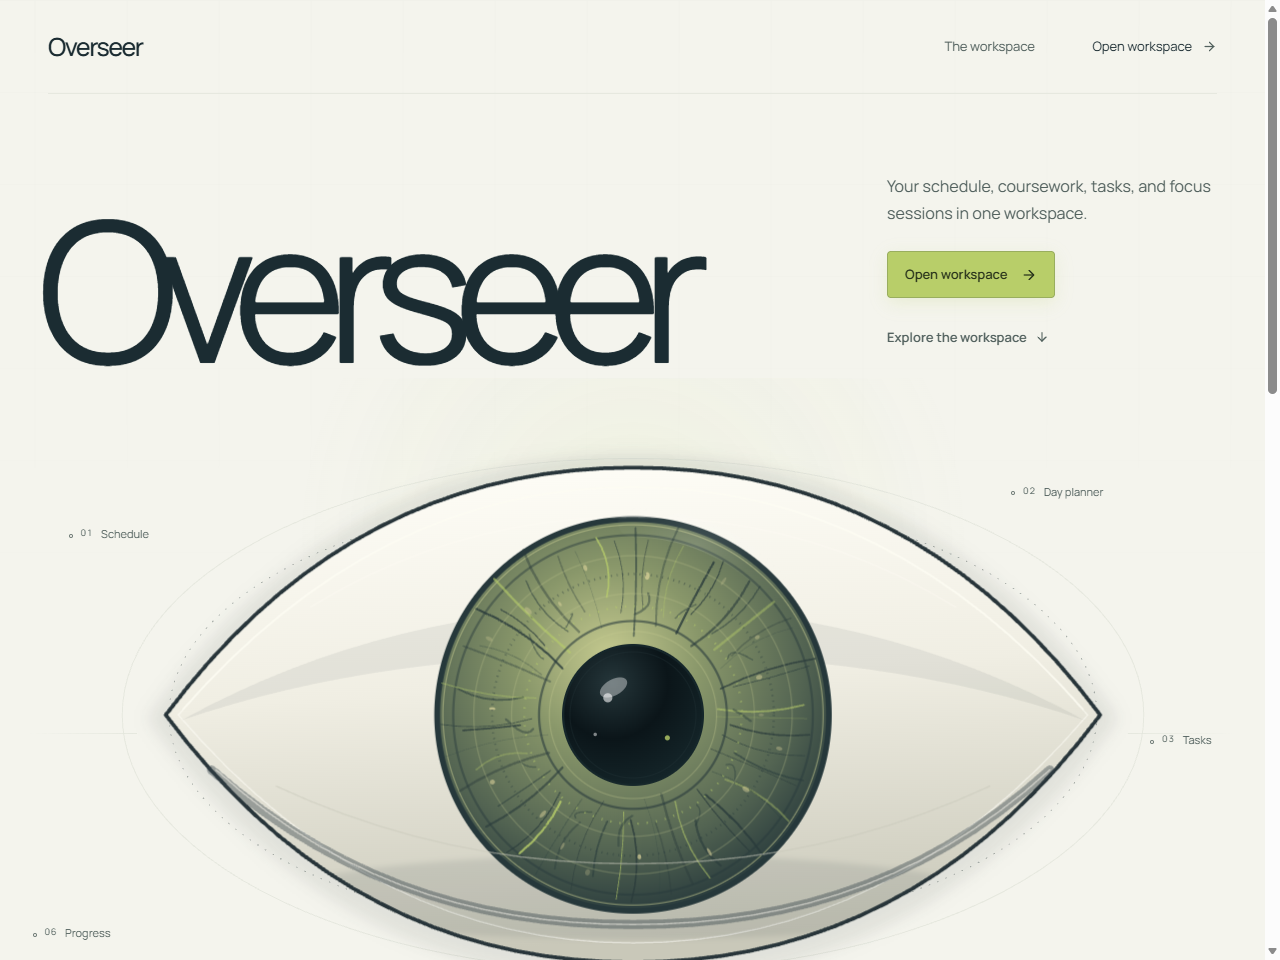 Overseer
The workspace
Open workspace →
Your schedule, coursework, tasks, and focus
sessions in one workspace.
Overseer
Open workspace →
Explore the workspace ↓
02 Day planner
01 Schedule
03 Tasks
06 Progress